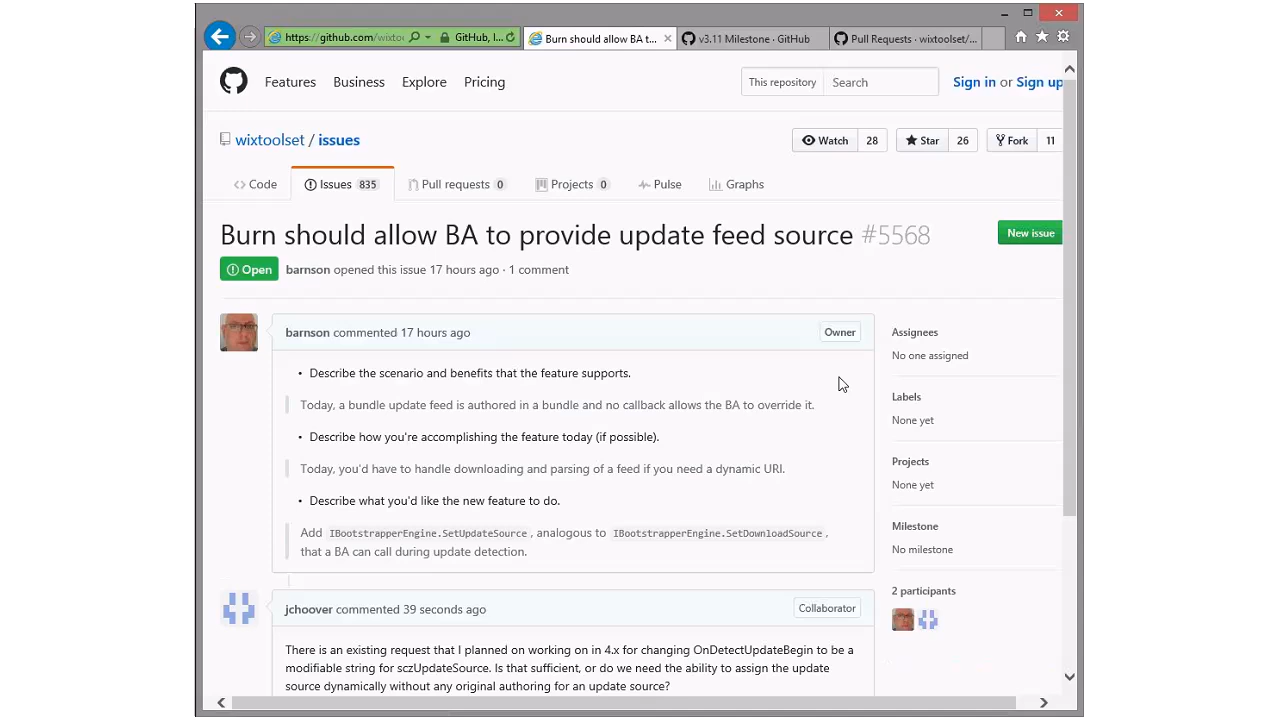 https://github.com/wixto
GitHub, I...
Burn should allow BA t...
v3.11 Milestone · GitHub
Pull Requests · wixtoolset/...
Features
Business
Explore
Pricing
This repository
Search
Sign in or Sign up
wixtoolset / issues
Watch 28
Star 26
Fork 11
Code
Issues 835
Pull requests 0
Projects 0
Pulse
Graphs
Burn should allow BA to provide update feed source #5568
New issue
Open
barnson opened this issue 17 hours ago · 1 comment
barnson commented 17 hours ago
Owner
• Describe the scenario and benefits that the feature supports.
Today, a bundle update feed is authored in a bundle and no callback allows the BA to override it.
• Describe how you're accomplishing the feature today (if possible).
Today, you'd have to handle downloading and parsing of a feed if you need a dynamic URI.
• Describe what you'd like the new feature to do.
Add IBootstrapperEngine.SetUpdateSource, analogous to IBootstrapperEngine.SetDownloadSource,
that a BA can call during update detection.
Assignees
No one assigned
Labels
None yet
Projects
None yet
Milestone
No milestone
2 participants
jchoover commented 39 seconds ago
Collaborator
There is an existing request that I planned on working on in 4.x for changing OnDetectUpdateBegin to be a
modifiable string for sczUpdateSource. Is that sufficient, or do we need the ability to assign the update
source dynamically without any original authoring for an update source?